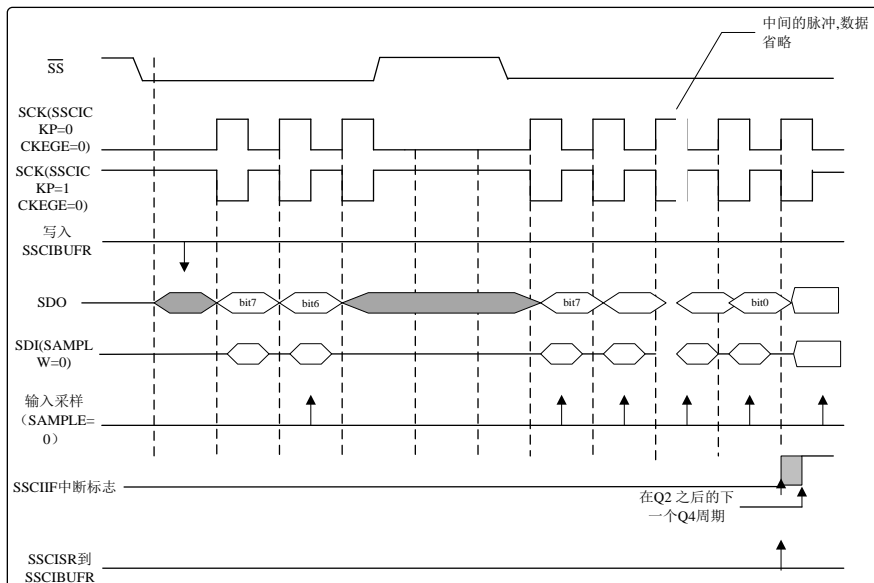 中间的脉冲,数据
省略
SS
SCK(SSCIC
KP=0
CKEGE=0)
SCK(SSCIC
KP=1
CKEGE=0)
写入
SSCIBUFR
SDO
bit7
bit6
bit7
bit0
SDI(SAMPL
W=0)
输入采样
（SAMPLE=
0）
SSCIIF中断标志
在Q2 之后的下
一个Q4周期
SSCISR到
SSCIBUFR